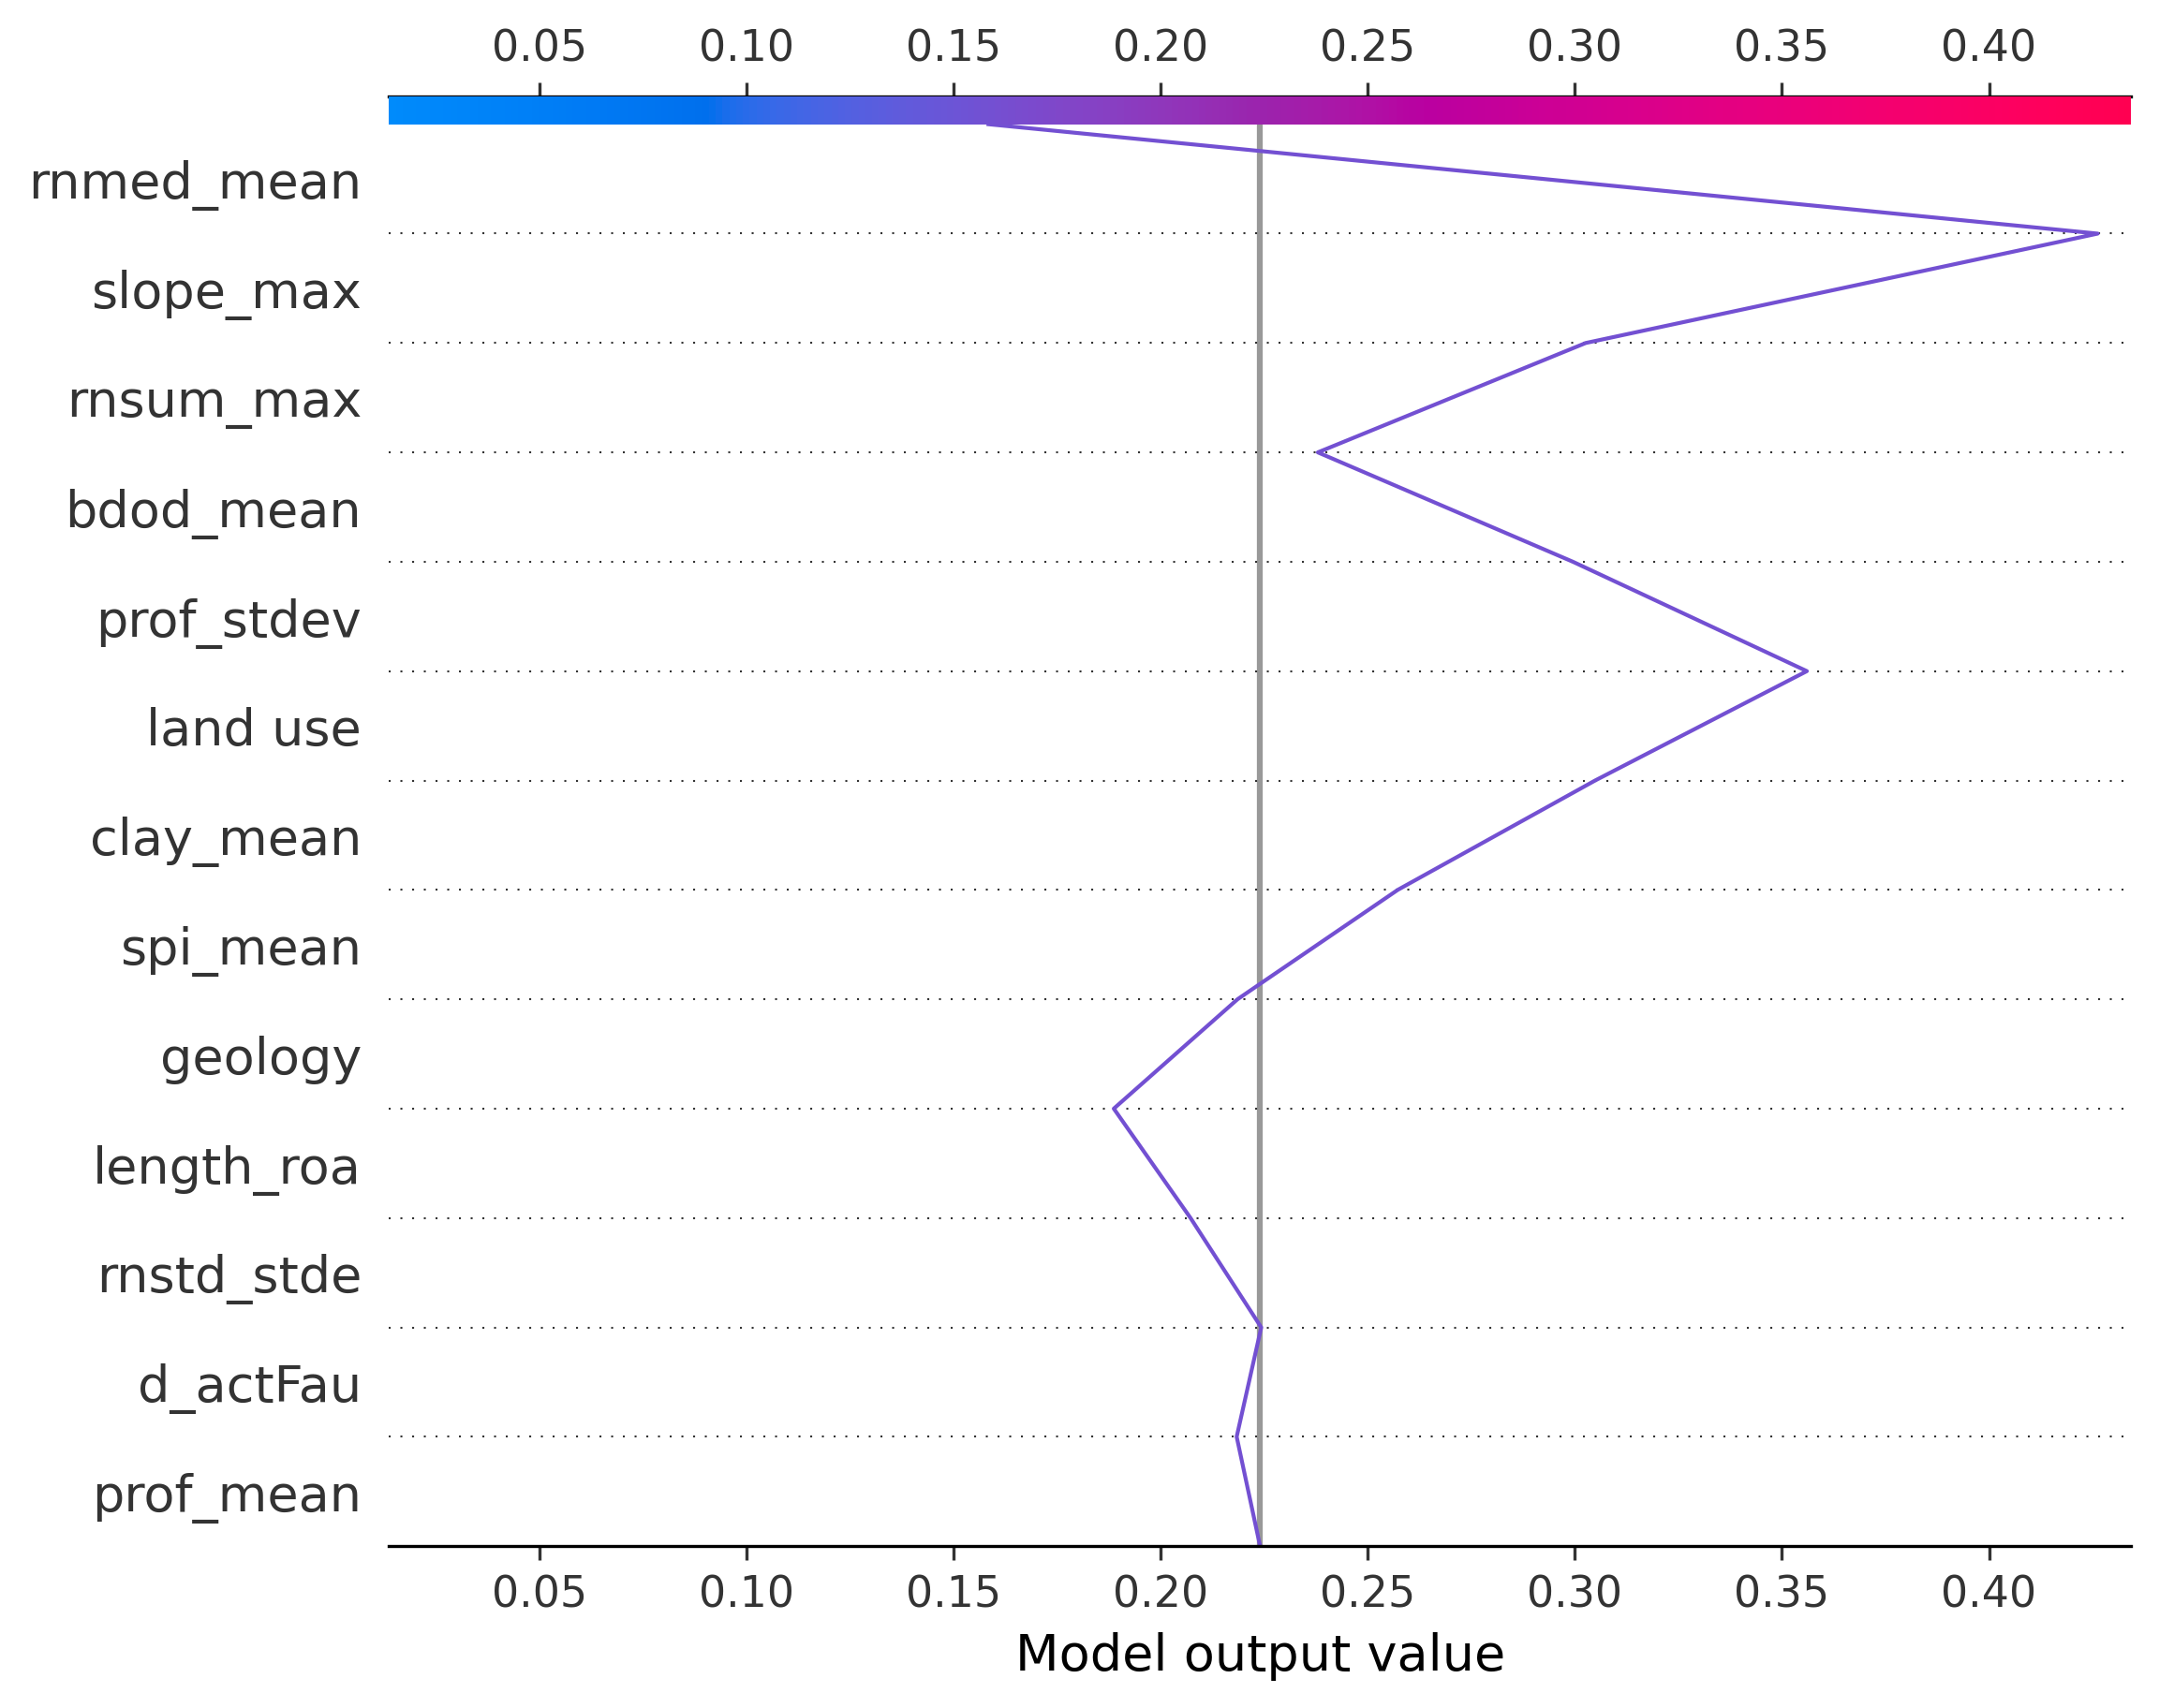 0.05 0.10 0.15 0.20 0.25 0.30 0.35 0.40
rnmed_mean
slope_max
rnsum_max
bdod_mean
prof_stdev
land use
clay_mean
spi_mean
geology
length_roa
rnstd_stde
d_actFau
prof_mean
0.05 0.10 0.15 0.20 0.25 0.30 0.35 0.40
Model output value